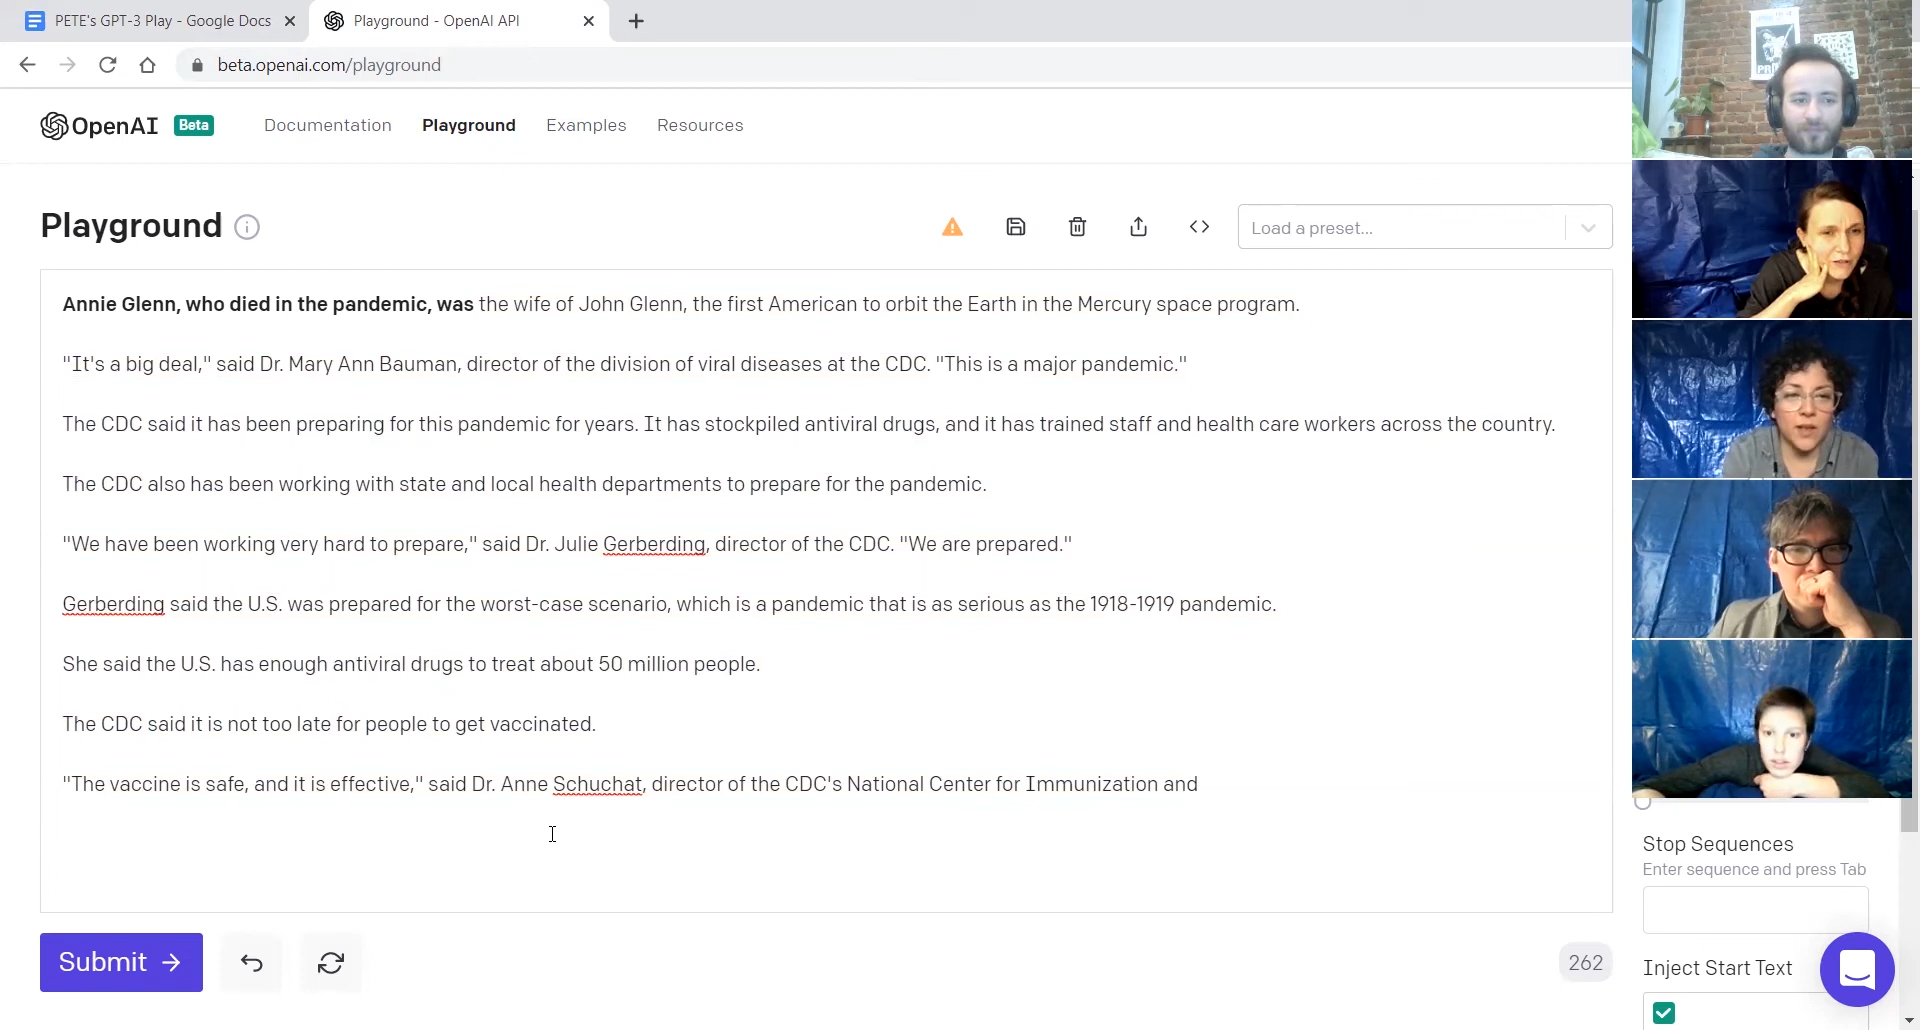 PETE's GPT-3 Play - Google Docs
Playground - OpenAI API
beta.openai.com/playground
OpenAI Beta Documentation Playground Examples Resources
Playground
Load a preset...
Annie Glenn, who died in the pandemic, was the wife of John Glenn, the first American to orbit the Earth in the Mercury space program.
"It's a big deal," said Dr. Mary Ann Bauman, director of the division of viral diseases at the CDC. "This is a major pandemic."
The CDC said it has been preparing for this pandemic for years. It has stockpiled antiviral drugs, and it has trained staff and health care workers across the country.
The CDC also has been working with state and local health departments to prepare for the pandemic.
"We have been working very hard to prepare," said Dr. Julie Gerberding, director of the CDC. "We are prepared."
Gerberding said the U.S. was prepared for the worst-case scenario, which is a pandemic that is as serious as the 1918-1919 pandemic.
She said the U.S. has enough antiviral drugs to treat about 50 million people.
The CDC said it is not too late for people to get vaccinated.
"The vaccine is safe, and it is effective," said Dr. Anne Schuchat, director of the CDC's National Center for Immunization and
Submit
262
Stop Sequences
Enter sequence and press Tab
Inject Start Text